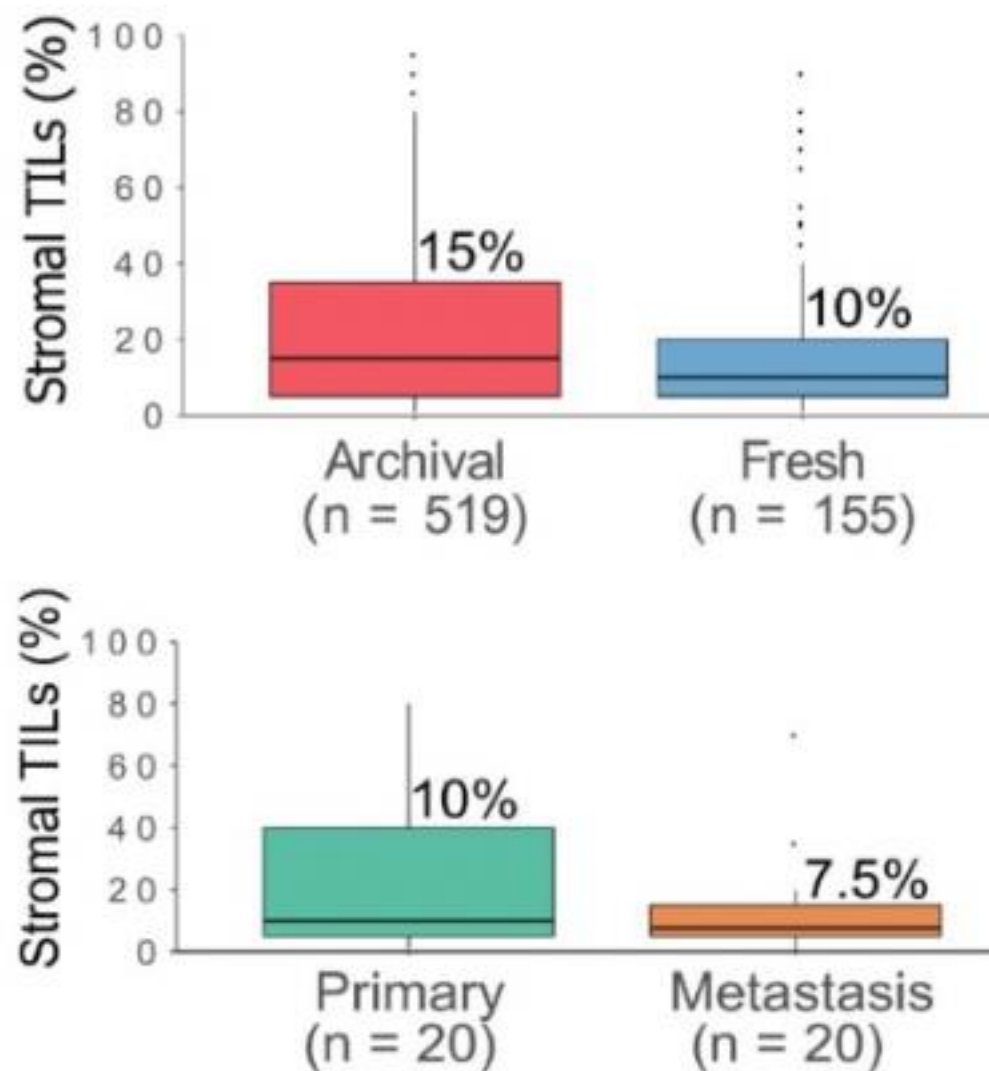 Stromal TILs (%)
100
80
60
40
20
0
15%
10%
Archival
(n = 519)
Fresh
(n = 155)
Stromal TILs (%)
100
80
60
40
20
0
10%
7.5%
Primary
(n = 20)
Metastasis
(n = 20)